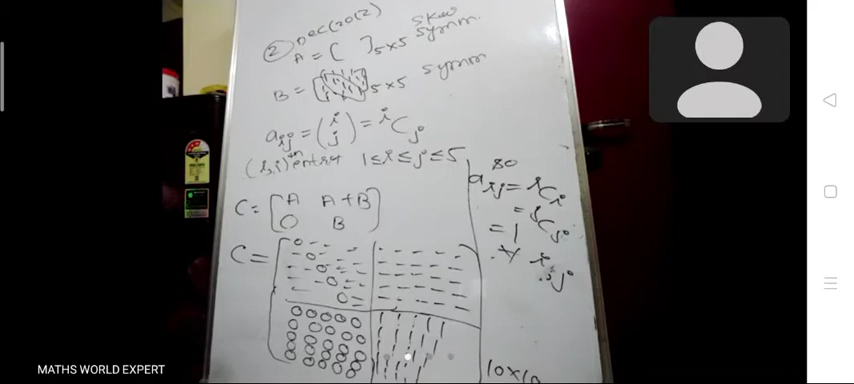 ② Dec(2012)
A = [ ]5×5 Skew Symm.
B = [ ]5×5 Symm
aij = (i j) = iCj
(i,j)th entry 1≤i≤j≤5
C = [A A+B
O B]
C =
so
aij = iCi
= jCj
= 1
∀ i, j
10×10
MATHS WORLD EXPERT